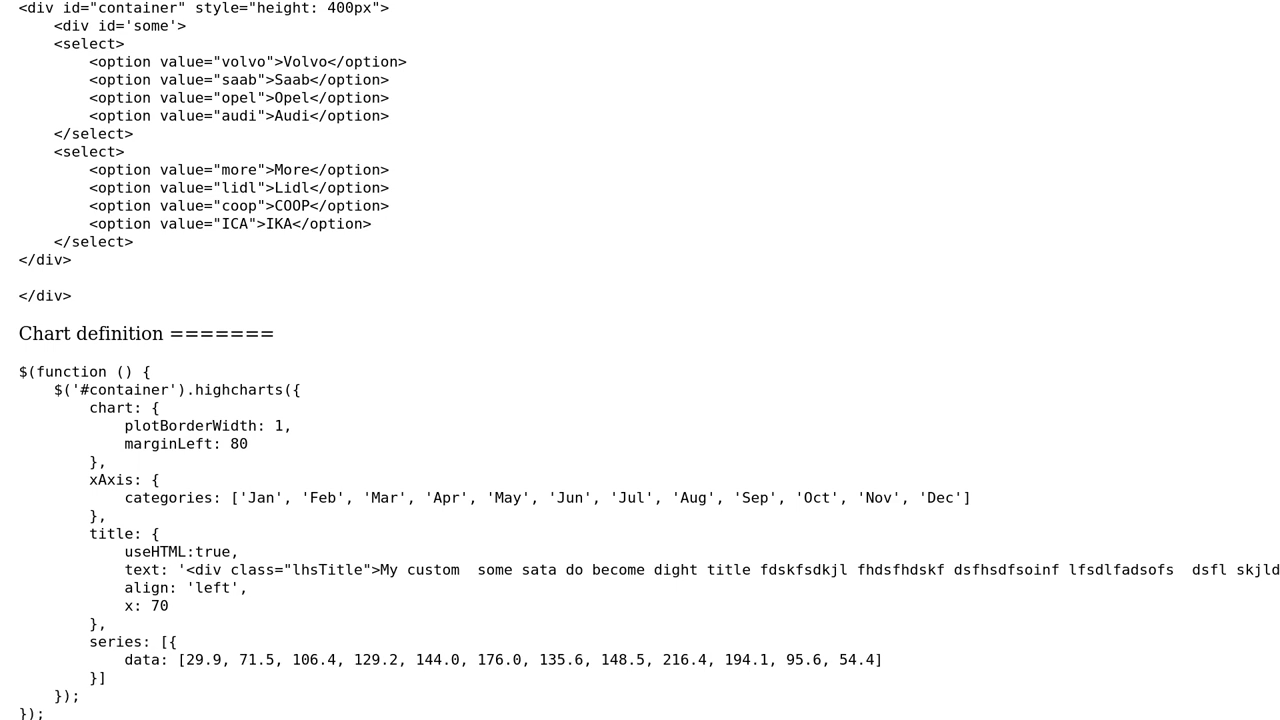 <div id="container" style="height: 400px">
    <div id='some'>
    <select>
        <option value="volvo">Volvo</option>
        <option value="saab">Saab</option>
        <option value="opel">Opel</option>
        <option value="audi">Audi</option>
    </select>
    <select>
        <option value="more">More</option>
        <option value="lidl">Lidl</option>
        <option value="coop">COOP</option>
        <option value="ICA">IKA</option>
    </select>
</div>

</div>

Chart definition =======

$(function () {
    $('#container').highcharts({
        chart: {
            plotBorderWidth: 1,
            marginLeft: 80
        },
        xAxis: {
            categories: ['Jan', 'Feb', 'Mar', 'Apr', 'May', 'Jun', 'Jul', 'Aug', 'Sep', 'Oct', 'Nov', 'Dec']
        },
        title: {
            useHTML:true,
            text: '<div class="lhsTitle">My custom  some sata do become dight title fdskfsdkjl fhdsfhdskf dsfhsdfsoinf lfsdlfadsofs  dsfl skjld
            align: 'left',
            x: 70
        },
        series: [{
            data: [29.9, 71.5, 106.4, 129.2, 144.0, 176.0, 135.6, 148.5, 216.4, 194.1, 95.6, 54.4]
        }]
    });
});